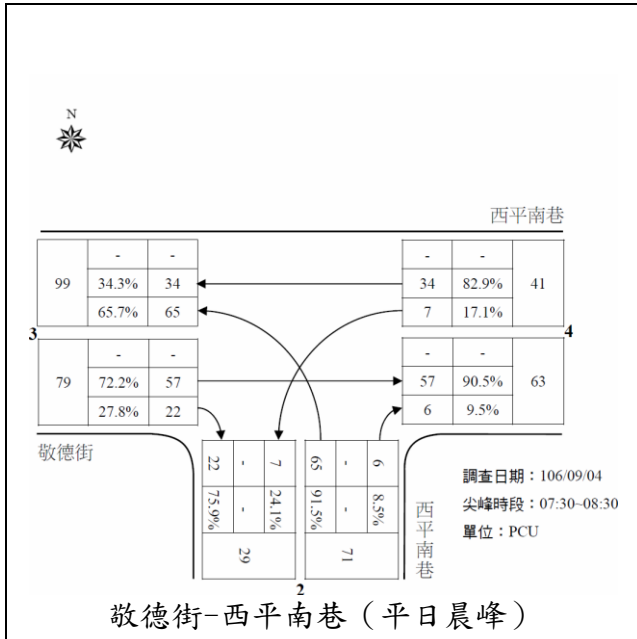 N
西平南巷
- - - -
99 34.3% 34 34 82.9% 41
65.7% 65 7 17.1%
3 4
- - - -
79 72.2% 57 57 90.5% 63
27.8% 22 6 9.5%
敬德街
22 - 7 65 - 6
75.9% - 24.1% 91.5% - 8.5%
29 71
2
西平南巷
調查日期：106/09/04
尖峰時段：07:30~08:30
單位：PCU
敬德街-西平南巷（平日晨峰）